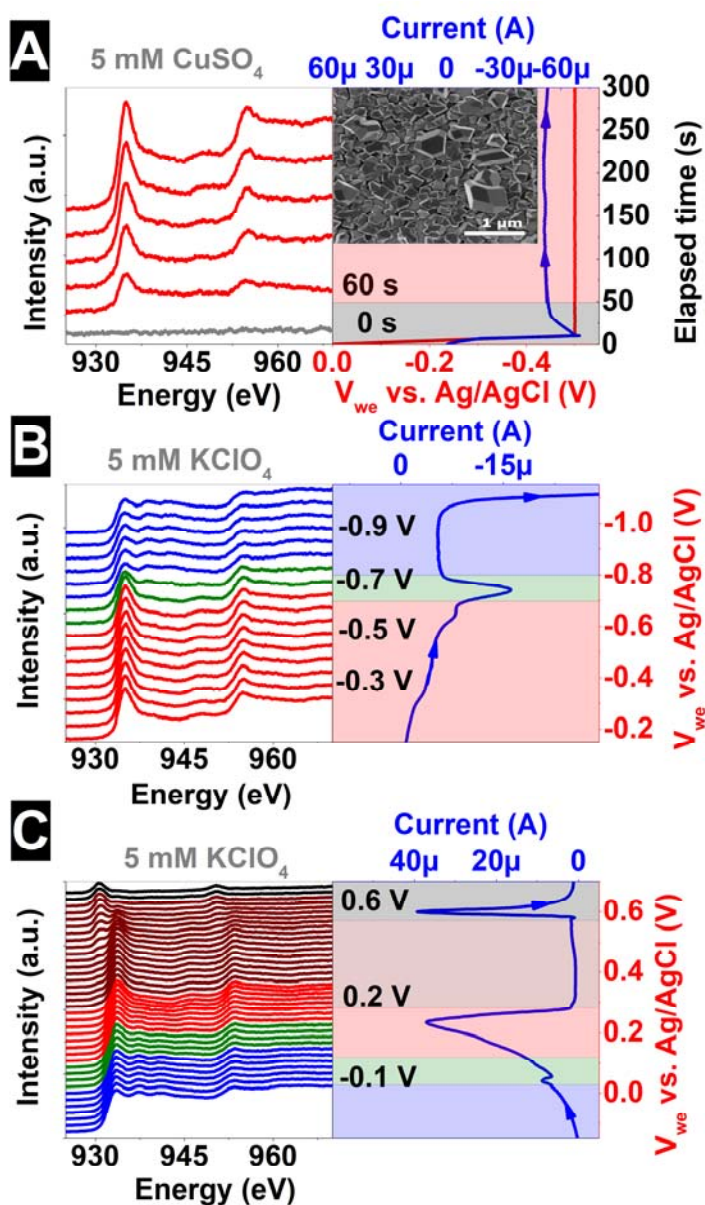 A
Current (A)
5 mM CuSO4
60µ 30µ 0 -30µ-60µ
Intensity (a.u.)
1 µm
60 s
0 s
300
250
200
150
100
50
0
Elapsed time (s)
930 945 960
0.0 -0.2 -0.4
Energy (eV)
Vwe vs. Ag/AgCl (V)
B
Current (A)
5 mM KClO4
0 -15µ
Intensity (a.u.)
-0.9 V
-0.7 V
-0.5 V
-0.3 V
-1.0
-0.8
-0.6
-0.4
-0.2
Vwe vs. Ag/AgCl (V)
930 945 960
Energy (eV)
C
Current (A)
5 mM KClO4
40µ 20µ 0
Intensity (a.u.)
0.6 V
0.2 V
-0.1 V
0.6
0.4
0.2
0.0
Vwe vs. Ag/AgCl (V)
930 945 960
Energy (eV)